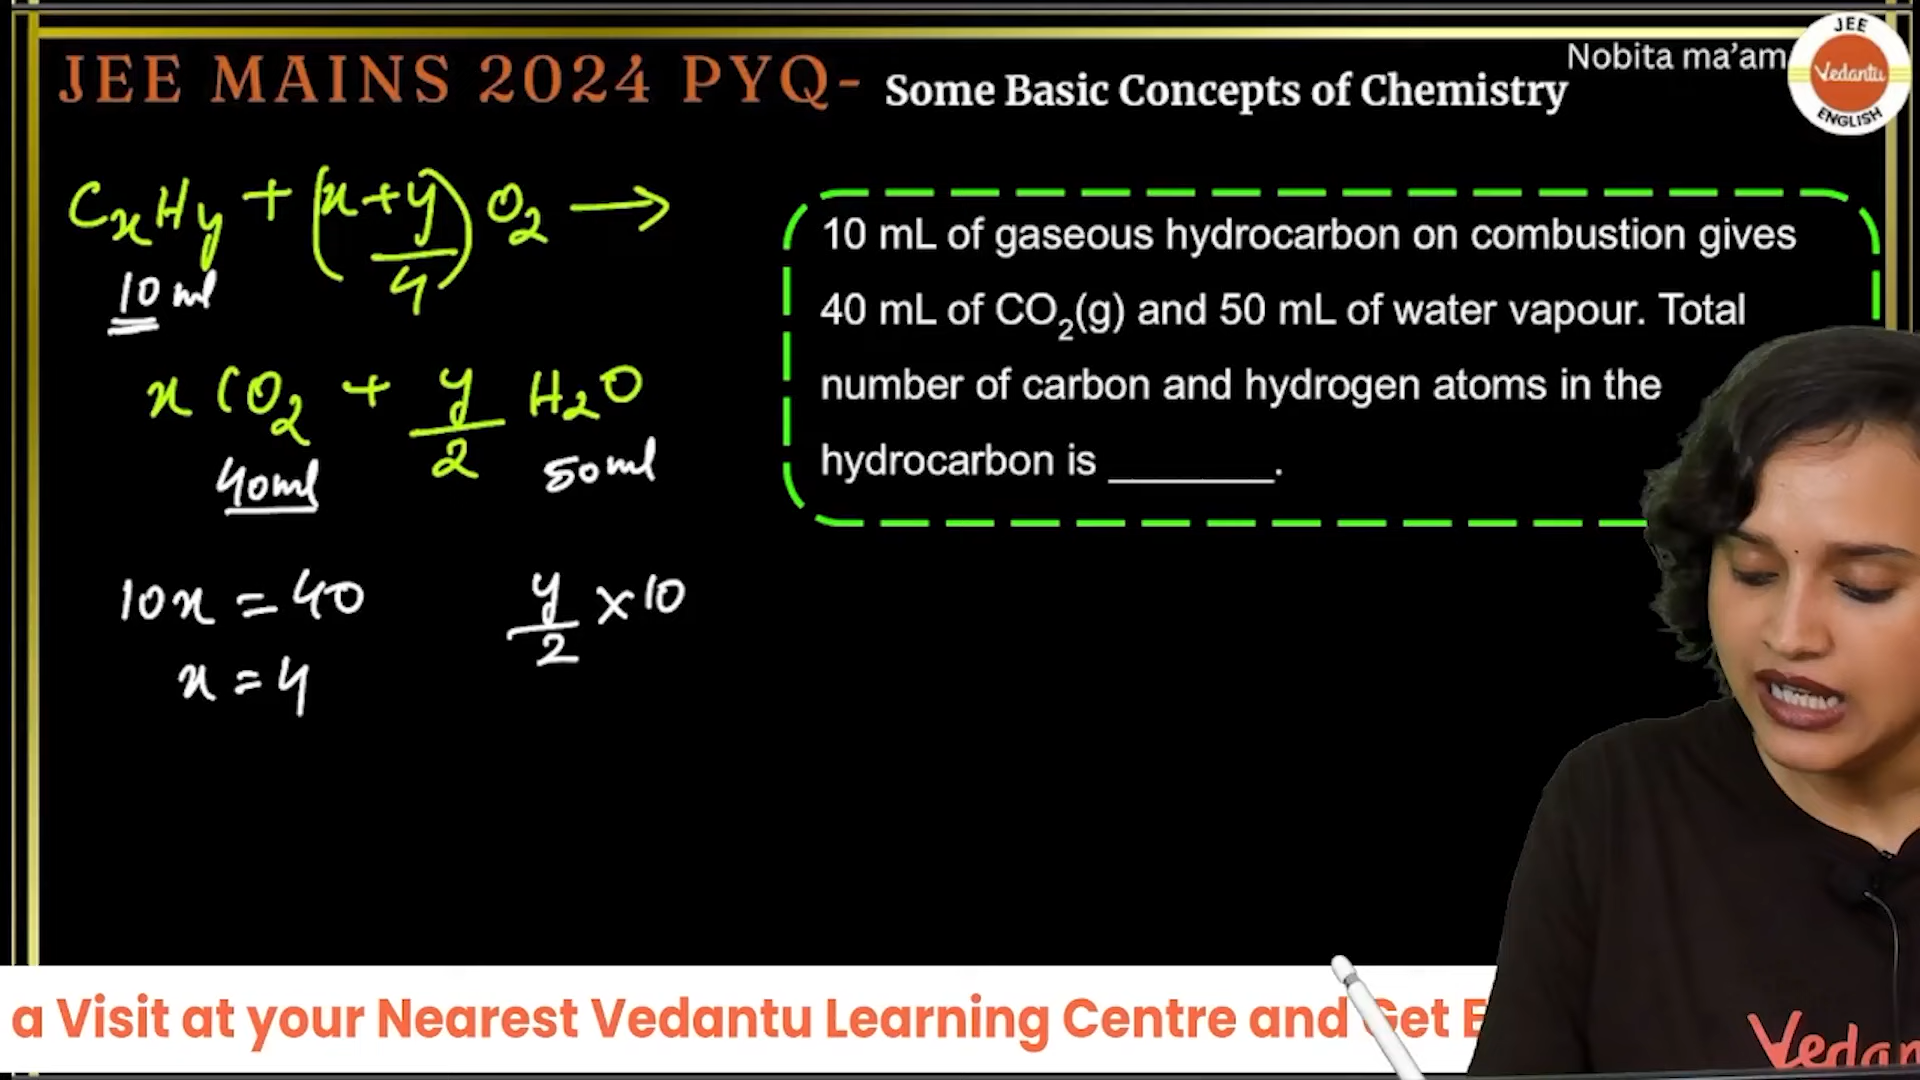 JEE MAINS 2024 PYQ- Some Basic Concepts of Chemistry
Nobita ma'am
JEE
Vedantu
ENGLISH
CxHy + (x+y/4) O2 →
10 ml
x CO2 + y/2 H2O
40ml 50ml
10x = 40 y/2 × 10
x = 4
10 mL of gaseous hydrocarbon on combustion gives
40 mL of CO2(g) and 50 mL of water vapour. Total
number of carbon and hydrogen atoms in the
hydrocarbon is ________.
a Visit at your Nearest Vedantu Learning Centre and Get
Vedan